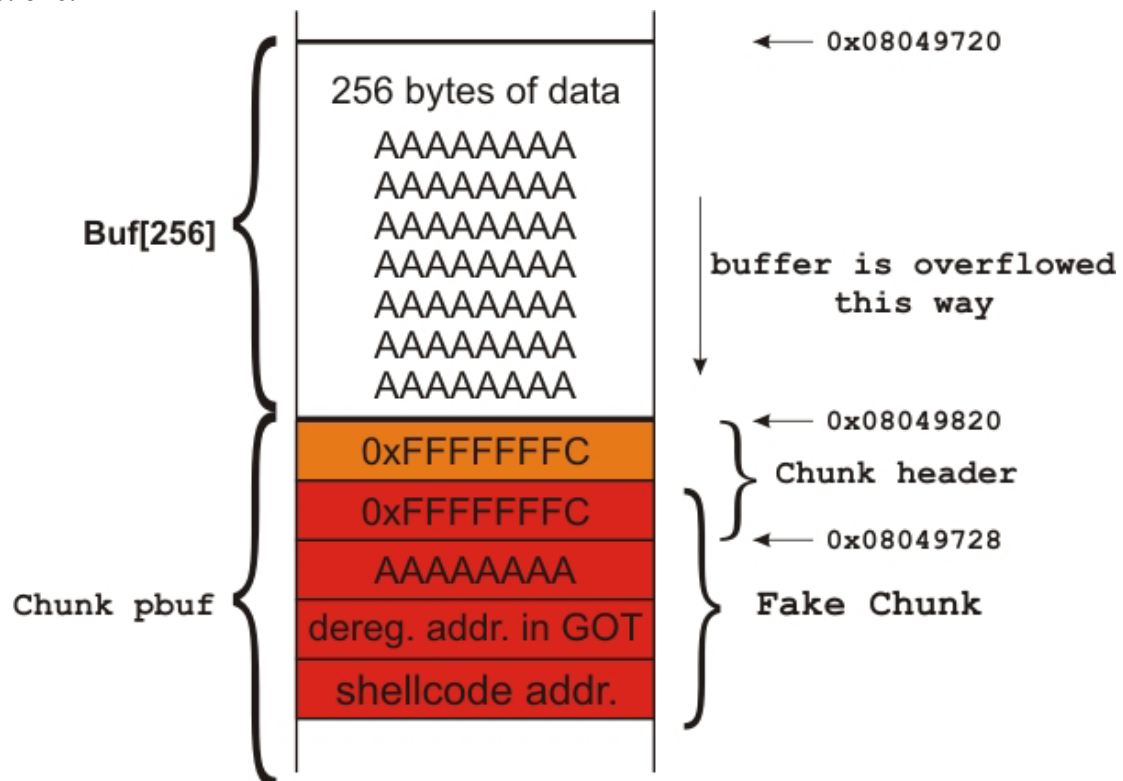 0x08049720
256 bytes of data
AAAAAAAA
AAAAAAAA
AAAAAAAA
AAAAAAAA
AAAAAAAA
AAAAAAAA
AAAAAAAA
Buf[256]
buffer is overflowed
this way
0x08049820
0xFFFFFFFC
Chunk header
0xFFFFFFFC
0x08049728
AAAAAAAA
Chunk pbuf
Fake Chunk
dereg. addr. in GOT
shellcode addr.